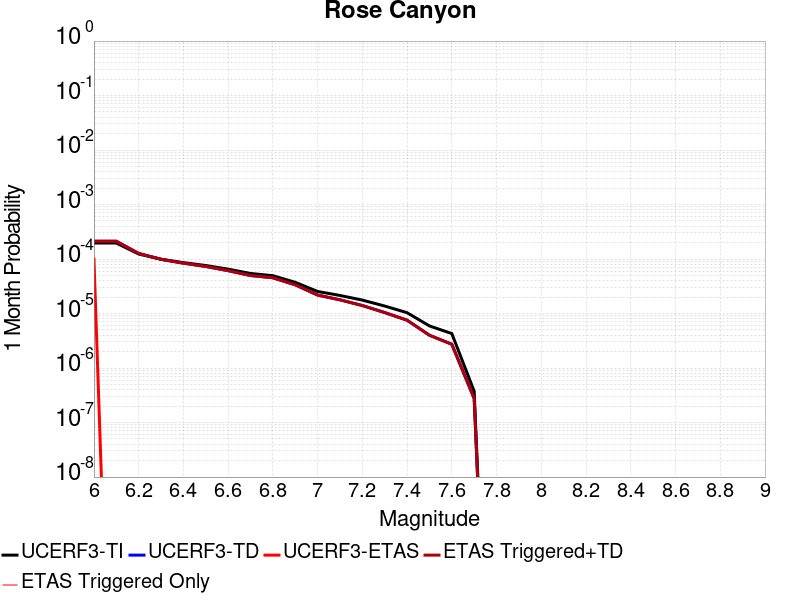 Rose Canyon
10^0
10^-1
10^-2
10^-3
10^-4
10^-5
10^-6
10^-7
10^-8
1 Month Probability
6 6.2 6.4 6.6 6.8 7 7.2 7.4 7.6 7.8 8 8.2 8.4 8.6 8.8 9
Magnitude
UCERF3-TI UCERF3-TD UCERF3-ETAS ETAS Triggered+TD
ETAS Triggered Only